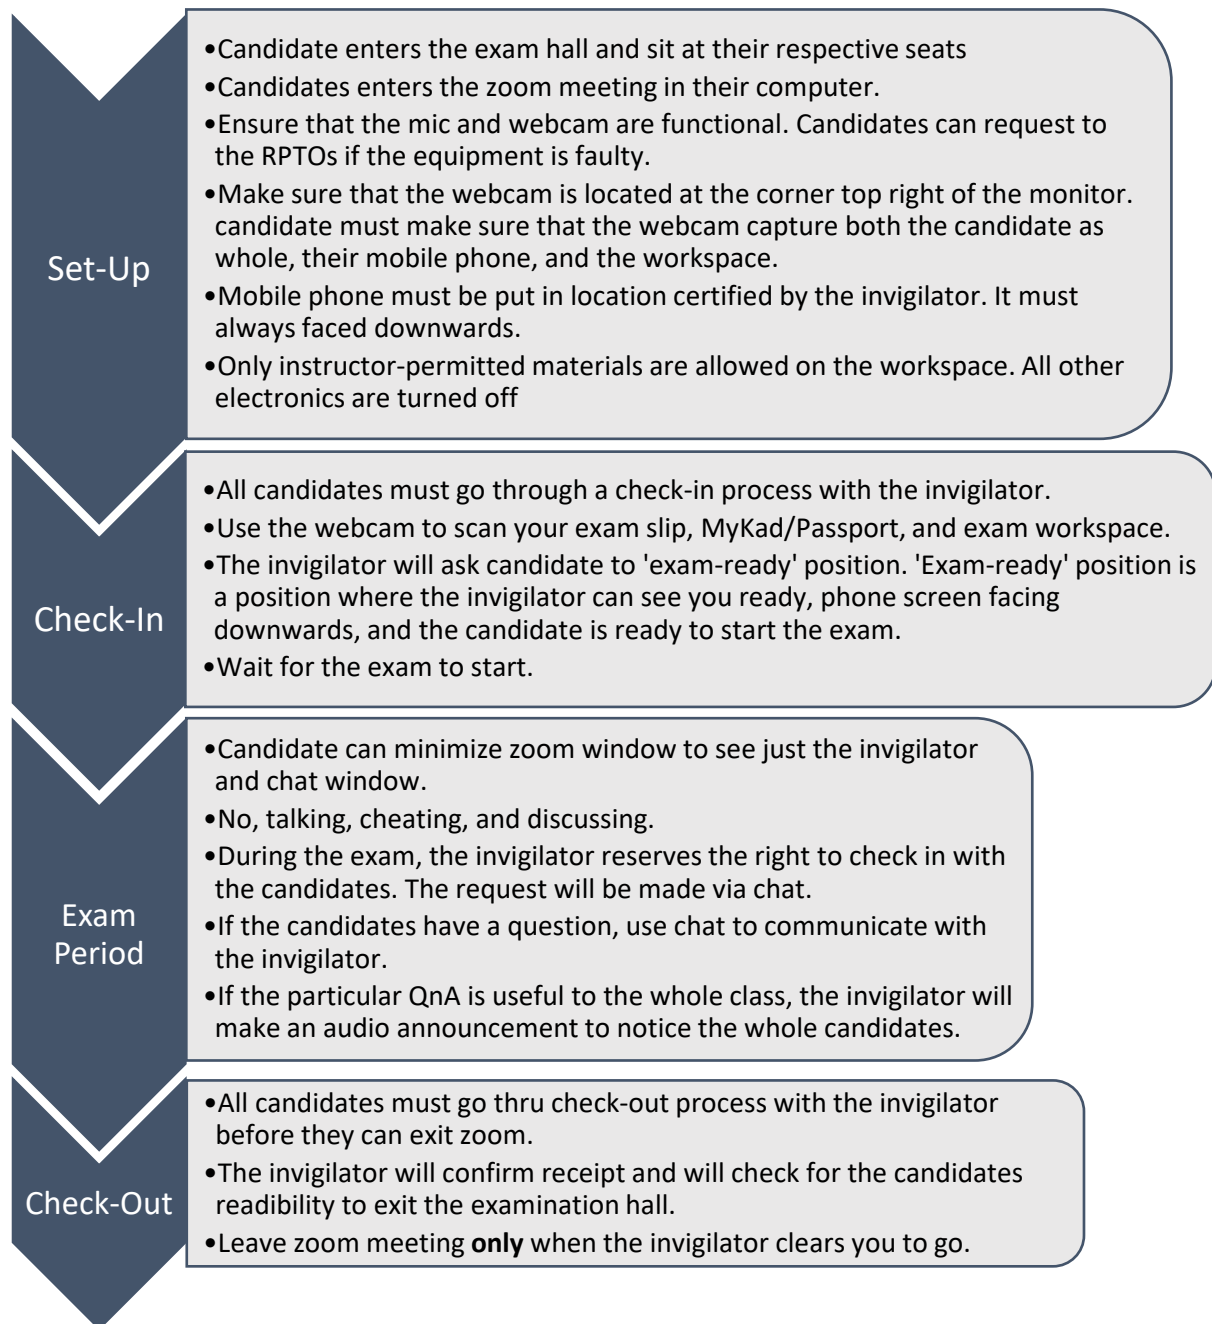 Set-Up
•Candidate enters the exam hall and sit at their respective seats
•Candidates enters the zoom meeting in their computer.
•Ensure that the mic and webcam are functional. Candidates can request to
the RPTOs if the equipment is faulty.
•Make sure that the webcam is located at the corner top right of the monitor.
candidate must make sure that the webcam capture both the candidate as
whole, their mobile phone, and the workspace.
•Mobile phone must be put in location certified by the invigilator. It must
always faced downwards.
•Only instructor-permitted materials are allowed on the workspace. All other
electronics are turned off
Check-In
•All candidates must go through a check-in process with the invigilator.
•Use the webcam to scan your exam slip, MyKad/Passport, and exam workspace.
•The invigilator will ask candidate to 'exam-ready' position. 'Exam-ready' position is
a position where the invigilator can see you ready, phone screen facing
downwards, and the candidate is ready to start the exam.
•Wait for the exam to start.
Exam
Period
•Candidate can minimize zoom window to see just the invigilator
and chat window.
•No, talking, cheating, and discussing.
•During the exam, the invigilator reserves the right to check in with
the candidates. The request will be made via chat.
•If the candidates have a question, use chat to communicate with
the invigilator.
•If the particular QnA is useful to the whole class, the invigilator will
make an audio announcement to notice the whole candidates.
Check-Out
•All candidates must go thru check-out process with the invigilator
before they can exit zoom.
•The invigilator will confirm receipt and will check for the candidates
readibility to exit the examination hall.
•Leave zoom meeting only when the invigilator clears you to go.